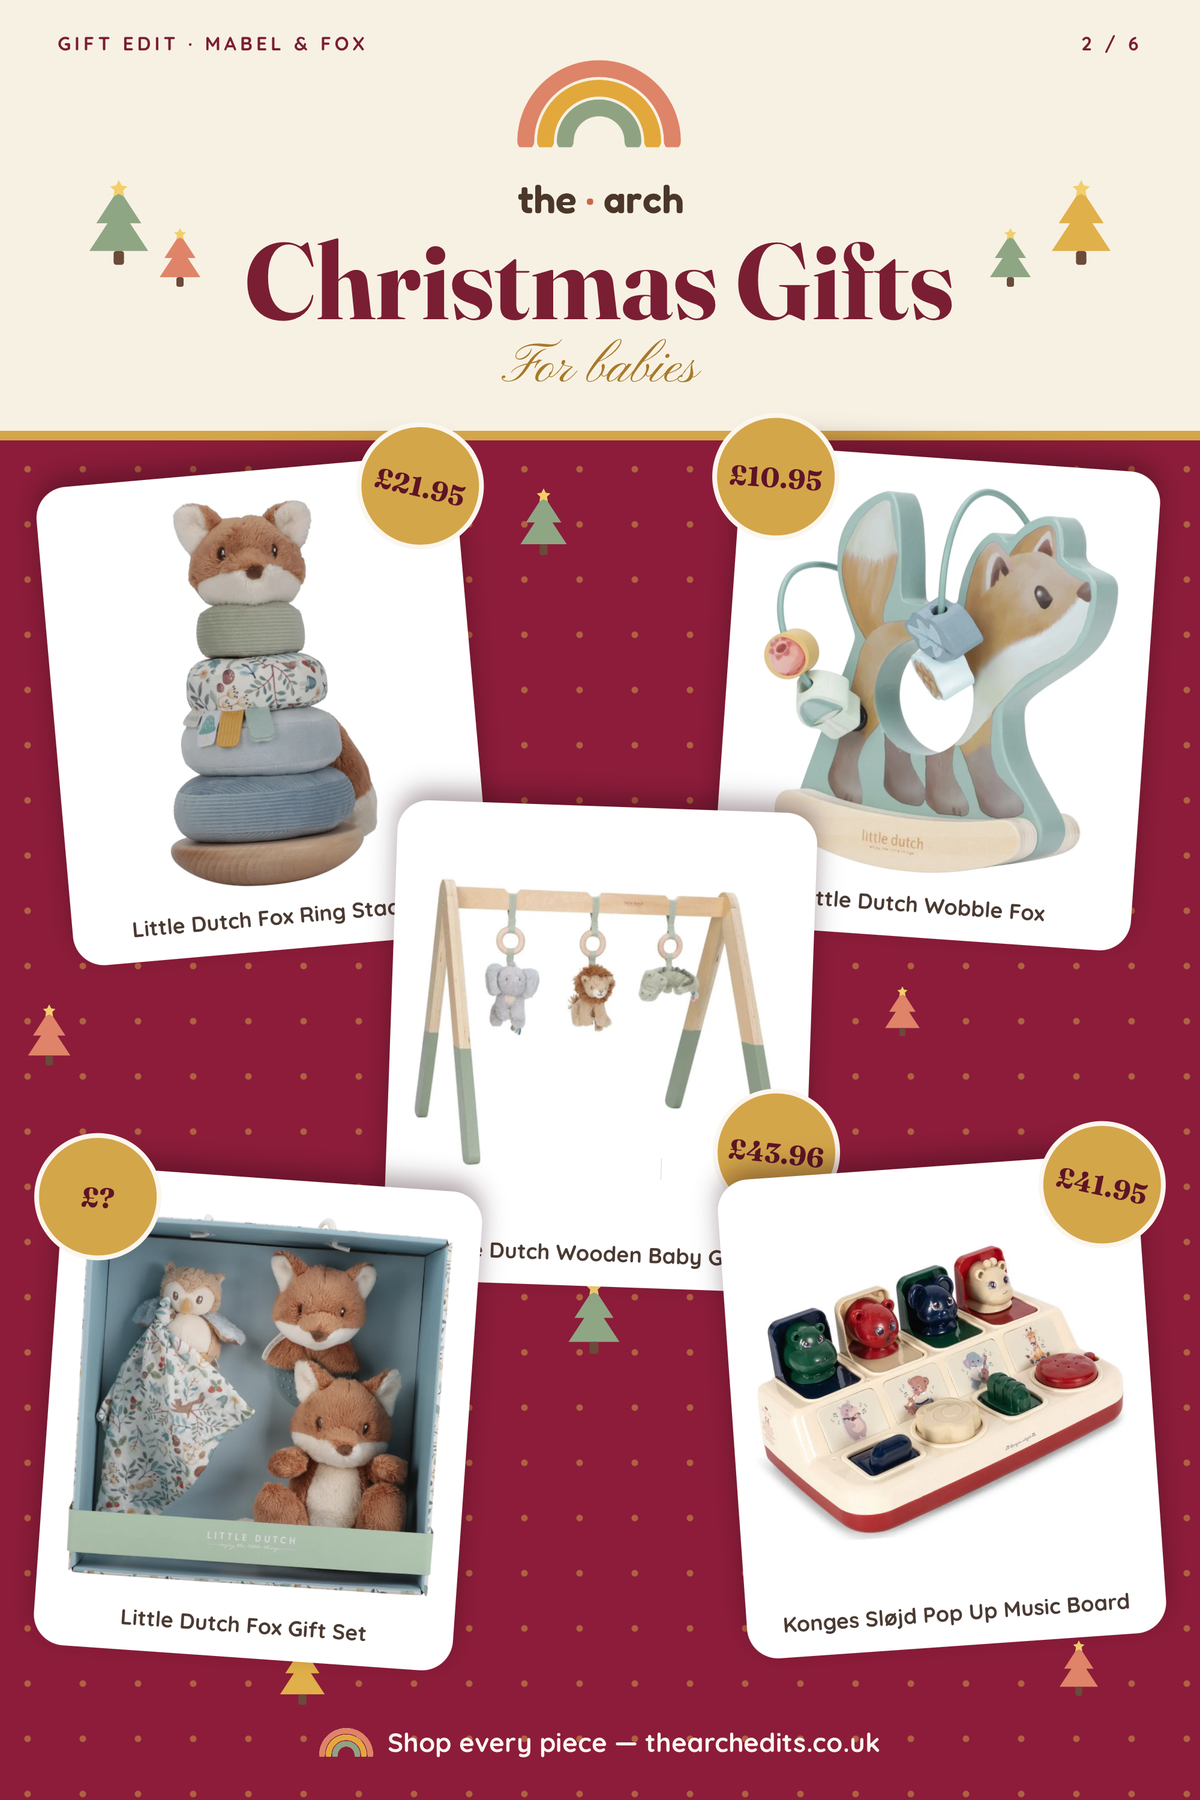 GIFT EDIT · MABEL & FOX
2 / 6
the · arch
Christmas Gifts
For babies
£21.95
£10.95
little dutch
Little Dutch Fox Ring Stac
ttle Dutch Wobble Fox
£43.96
e Dutch Wooden Baby G
£?
£41.95
LITTLE DUTCH
Little Dutch Fox Gift Set
Konges Sløjd Pop Up Music Board
Shop every piece — thearchedits.co.uk